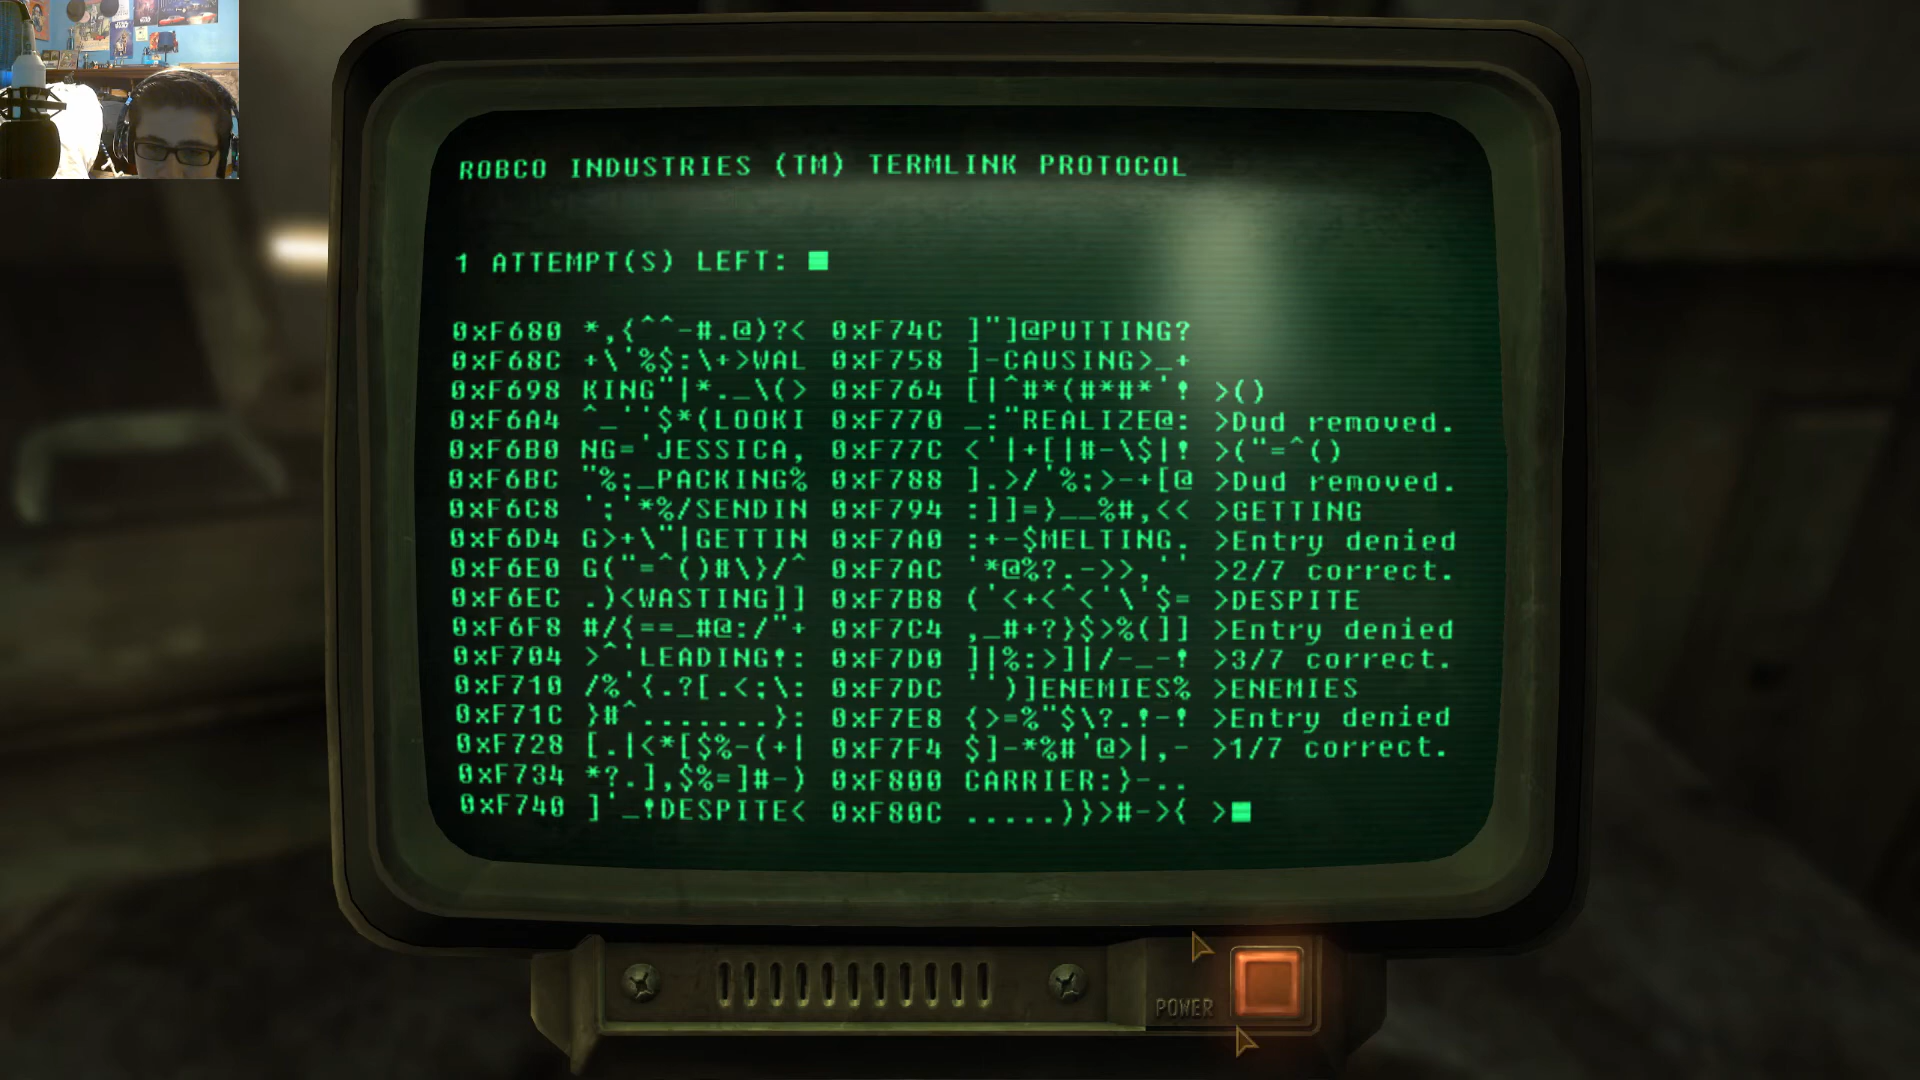 ROBCO INDUSTRIES (TM) TERMLINK PROTOCOL
1 ATTEMPT(S) LEFT:
0xF680 *,{^^-#.@)?< 0xF74C ]"]@PUTTING?
0xF68C +\'%$:\+>WAL 0xF758 ]-CAUSING>_+
0xF698 KING"|*._\(> 0xF764 [|^#*(#*#*'! >()
0xF6A4 ^_''$*(LOOKI 0xF770 _:"REALIZE@: >Dud removed.
0xF6B0 NG='JESSICA, 0xF77C <'|+[|#-\$|! >("=^()
0xF6BC "%;_PACKING% 0xF788 ].>/'%;>-+[@ >Dud removed.
0xF6C8 ';'*%/SENDIN 0xF794 :]]=}__%#,<< >GETTING
0xF6D4 G>+\"|GETTIN 0xF7A0 :+-$MELTING. >Entry denied
0xF6E0 G("=^()#\}/^ 0xF7AC '*@%?.->>,'' >2/7 correct.
0xF6EC .)<WASTING]] 0xF7B8 ('<+<^<'\'$= >DESPITE
0xF6F8 #/{==_#@:/"+ 0xF7C4 ,_#+?}$>%(]] >Entry denied
0xF704 >^'LEADING!: 0xF7D0 ]|%:>]|/-_-! >3/7 correct.
0xF710 /%'{.?[.<;\: 0xF7DC '')]ENEMIES% >ENEMIES
0xF71C }#^.......}: 0xF7E8 {>=%"$\?.!-! >Entry denied
0xF728 [.|<*[$%-(+| 0xF7F4 $]-*%#'@>|,- >1/7 correct.
0xF734 *?.],$%=]#-) 0xF800 CARRIER:}-..
0xF740 ]'_!DESPITE< 0xF80C .....)}>#->{ >
POWER